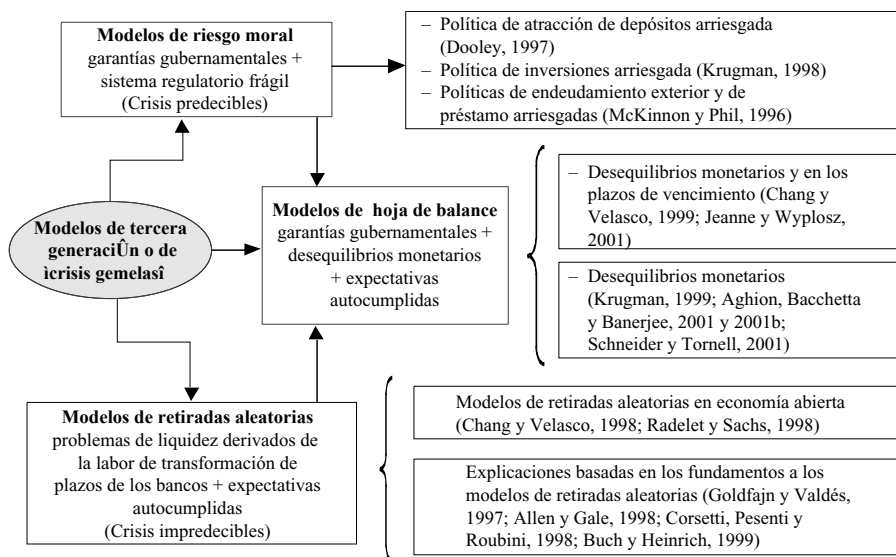 Modelos de riesgo moral
garantías gubernamentales +
sistema regulatorio frágil
(Crisis predecibles)
– Política de atracción de depósitos arriesgada
(Dooley, 1997)
– Política de inversiones arriesgada (Krugman, 1998)
– Políticas de endeudamiento exterior y de
préstamo arriesgadas (McKinnon y Phil, 1996)
Modelos de tercera
generaciÛn o de
ìcrisis gemelasî
Modelos de hoja de balance
garantías gubernamentales +
desequilibrios monetarios
+ expectativas
autocumplidas
– Desequilibrios monetarios y en los
plazos de vencimiento (Chang y
Velasco, 1999; Jeanne y Wyplosz,
2001)
– Desequilibrios monetarios
(Krugman, 1999; Aghion, Bacchetta
y Banerjee, 2001 y 2001b;
Schneider y Tornell, 2001)
Modelos de retiradas aleatorias
problemas de liquidez derivados de
la labor de transformación de
plazos de los bancos + expectativas
autocumplidas
(Crisis impredecibles)
Modelos de retiradas aleatorias en economía abierta
(Chang y Velasco, 1998; Radelet y Sachs, 1998)
Explicaciones basadas en los fundamentos a los
modelos de retiradas aleatorias (Goldfajn y Valdés,
1997; Allen y Gale, 1998; Corsetti, Pesenti y
Roubini, 1998; Buch y Heinrich, 1999)